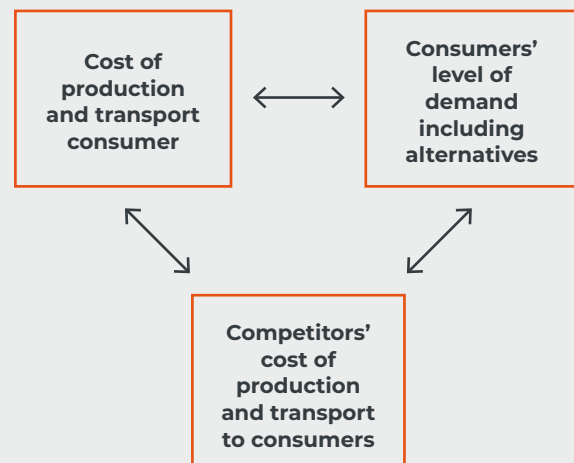 Cost of
production
and transport
consumer
Consumers’
level of
demand
including
alternatives
Competitors’
cost of
production
and transport
to consumers